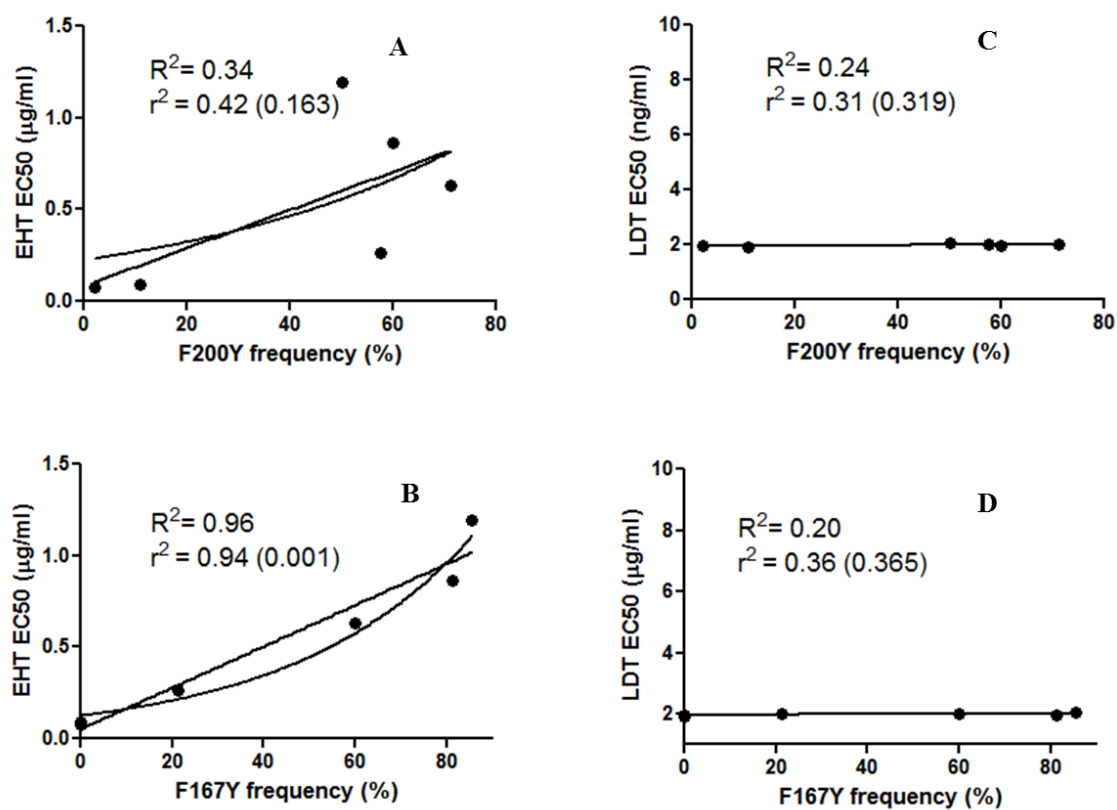 A
R²= 0.34
r² = 0.42 (0.163)
EHT EC50 (µg/ml)
1.5
1.0
0.5
0.0
0 20 40 60 80
F200Y frequency (%)
C
R²= 0.24
r² = 0.31 (0.319)
LDT EC50 (ng/ml)
10
8
6
4
2
0
0 20 40 60 80
F200Y frequency (%)
B
R²= 0.96
r² = 0.94 (0.001)
EHT EC50 (µg/ml)
1.5
1.0
0.5
0.0
0 20 40 60 80
F167Y frequency (%)
D
R²= 0.20
r² = 0.36 (0.365)
LDT EC50 (µg/ml)
10
8
6
4
2
0
0 20 40 60 80
F167Y frequency (%)